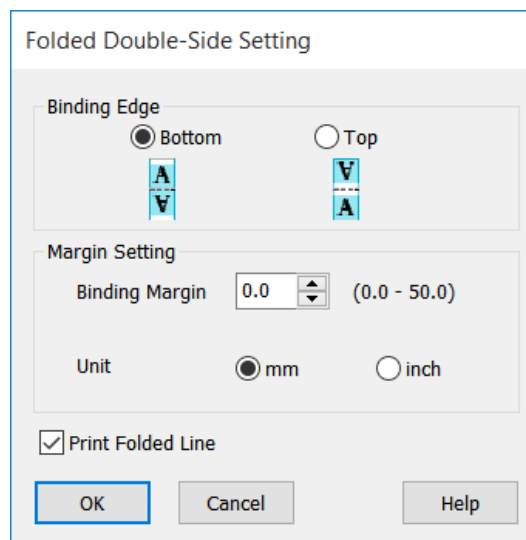 Folded Double-Side Setting
Binding Edge
Bottom Top
A A
A A
Margin Setting
Binding Margin 0.0 (0.0 - 50.0)
Unit mm inch
Print Folded Line
OK Cancel Help